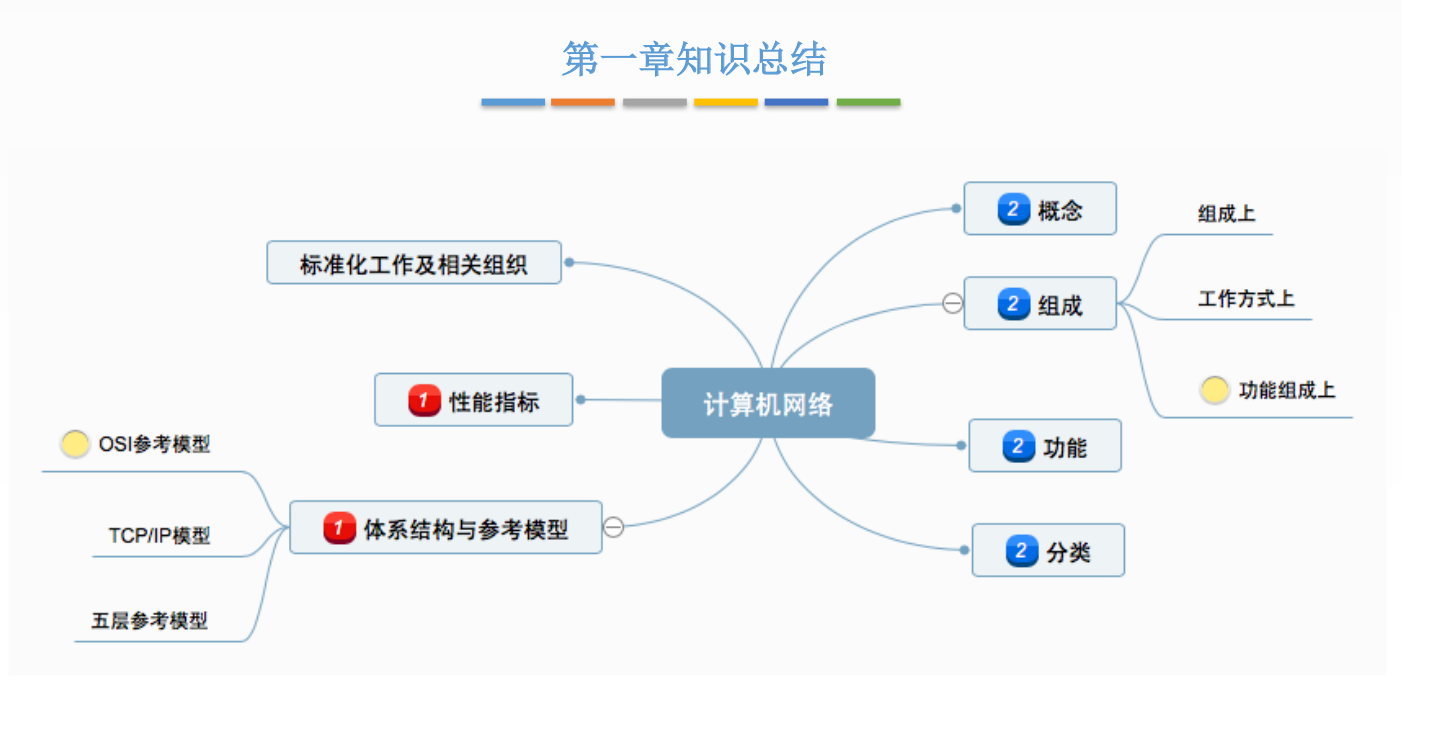 第一章知识总结
计算机网络
2 概念
2 组成
组成上
工作方式上
功能组成上
2 功能
2 分类
标准化工作及相关组织
1 性能指标
1 体系结构与参考模型
OSI参考模型
TCP/IP模型
五层参考模型